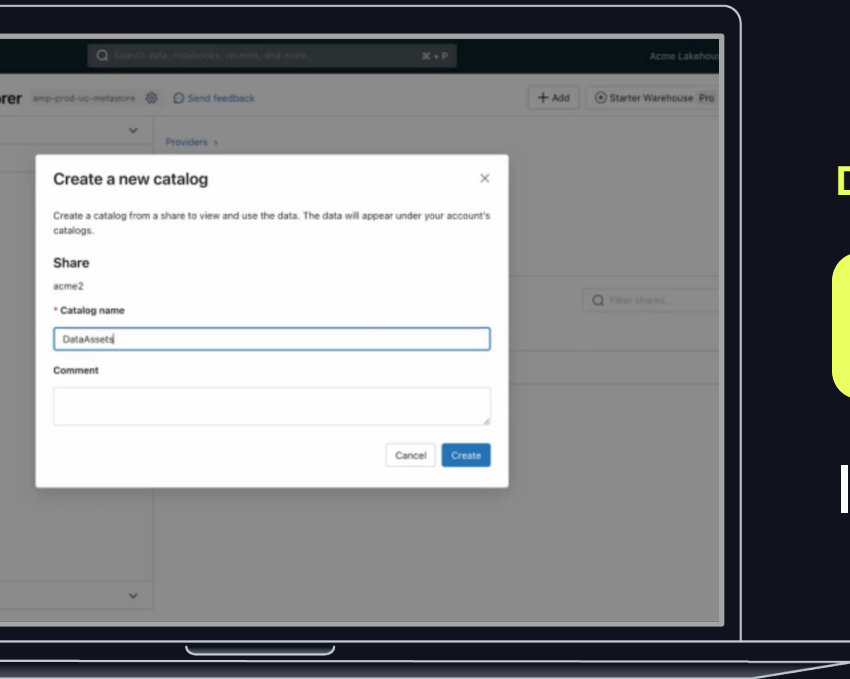 Search data, notebooks, recents, and more... ⌘ + P Acme Lakehou
rer amp-prod-uc-metastore Send feedback + Add Starter Warehouse Pro
Providers >
Create a new catalog
Create a catalog from a share to view and use the data. The data will appear under your account's
catalogs.
Share
acme2
* Catalog name
DataAssets
Comment
Cancel Create
Filter shares...
D